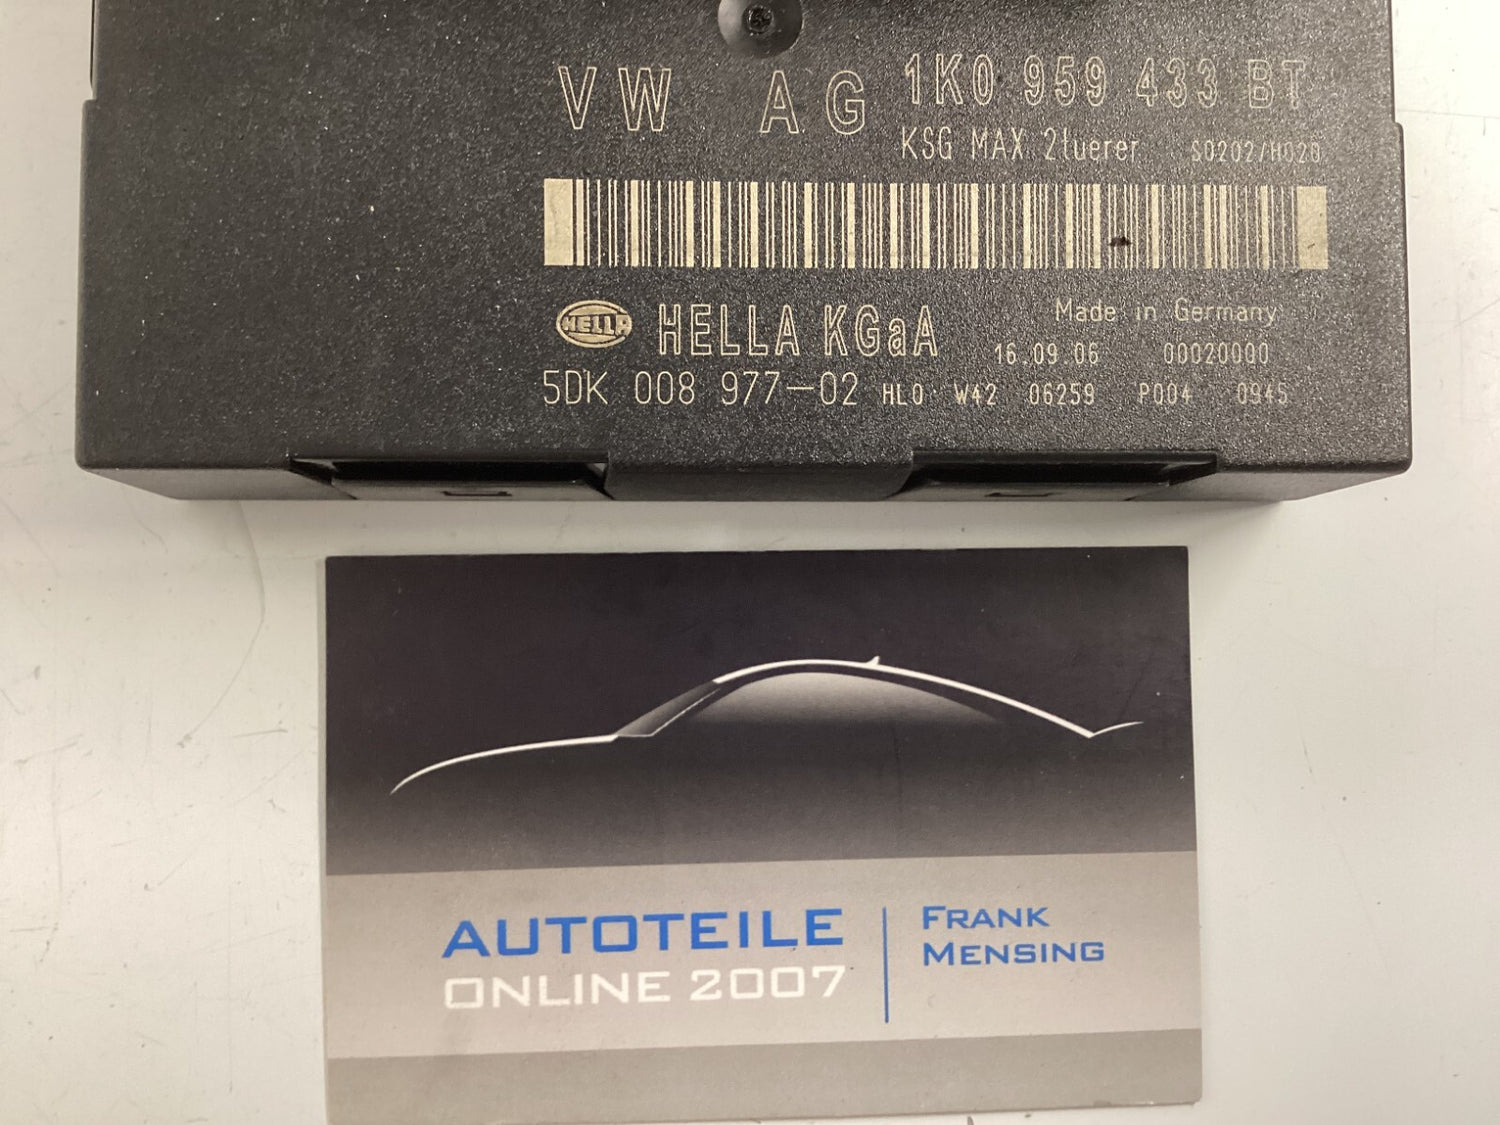 VW AG 1K0 959 433 BT
KSG MAX 2tuerer S0202/H020
HELLA HELLA KGaA Made in Germany
16.09.06 00020000
5DK 008 977-02 HLO W42 06259 P004 0945
AUTOTEILE
ONLINE 2007
FRANK
MENSING